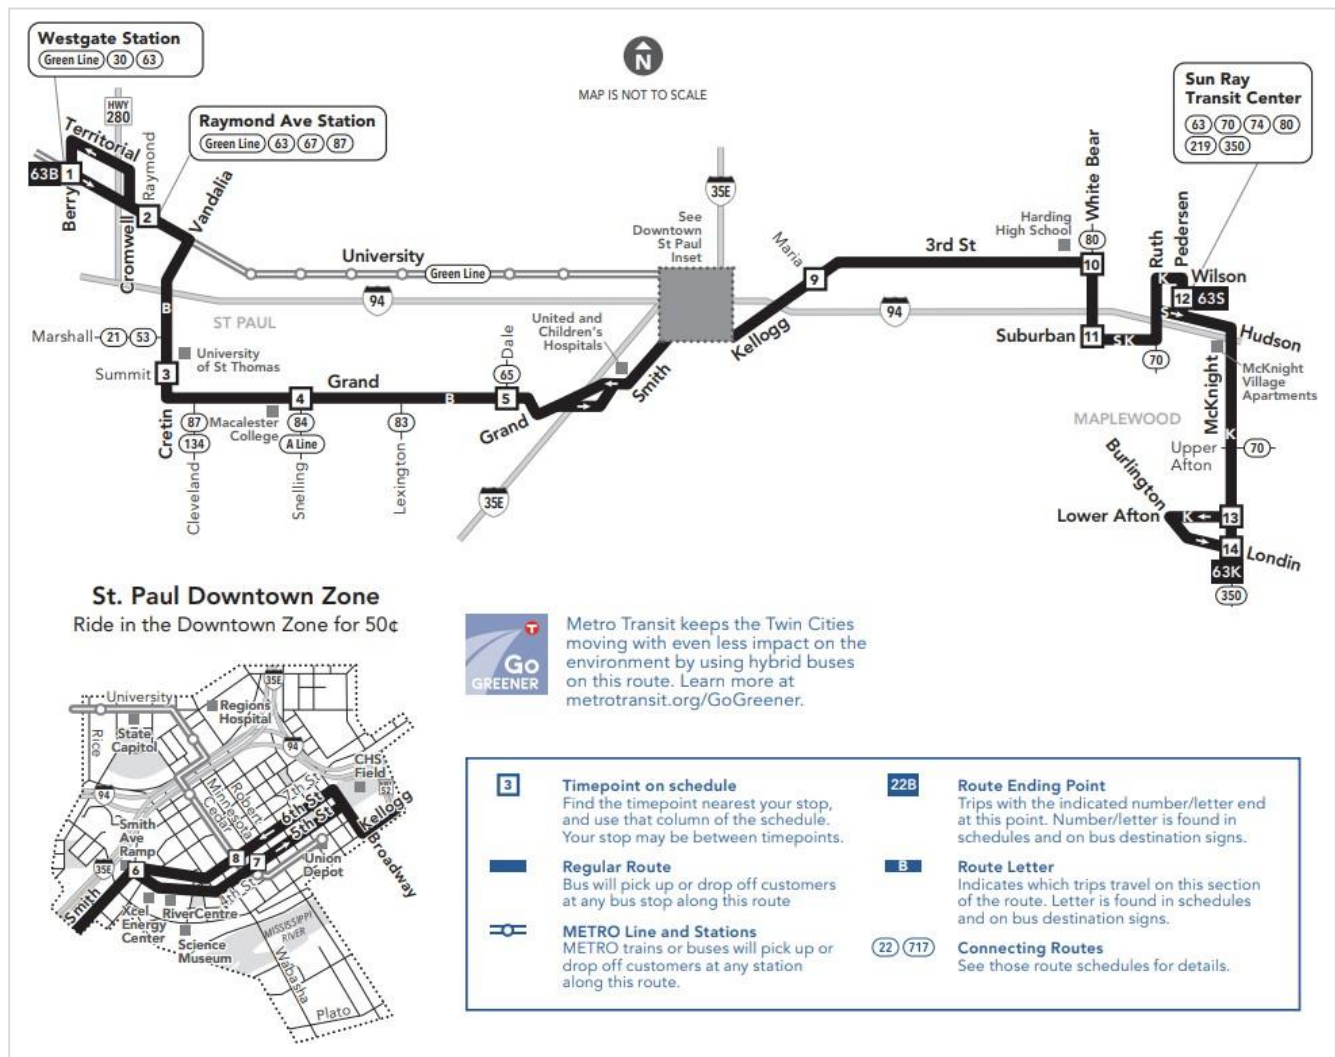 Westgate Station
Green Line 30 63
HWY
280
Territorial
Raymond
Raymond Ave Station
Green Line 63 67 87
63B 1
2
Berry
Cromwell
Vandalia
N
MAP IS NOT TO SCALE
University
Green Line
94
35E
See
Downtown
St Paul
Inset
ST PAUL
B
Marshall 21 53
University
of St Thomas
Summit 3
Cretin
Grand
4
B
87
134
Cleveland
Macalester
College
84
A Line
Snelling
83
Lexington
Dale
65
5
Grand
United and
Children's
Hospitals
Smith
35E
Kellogg
Maria
9
3rd St
94
Harding
High School
White Bear
80
10
Suburban 11
S K
70
Ruth
K
Pedersen
Sun Ray
Transit Center
63 70 74 80
219 350
Wilson
12 63S
S
Hudson
McKnight
McKnight
Village
Apartments
MAPLEWOOD
K
Upper
Afton
70
Burlington
Lower Afton
K
13
14
Londin
63K
350
St. Paul Downtown Zone
Ride in the Downtown Zone for 50¢
University
Rice
State
Capitol
Regions
Hospital
35E
94
94
CHS
Field
52
Minnesota
Cedar
Robert
7th St
6th St
5th St
4th St
Smith
Ave
Ramp
35E
6
8
7
Kellogg
Broadway
Union
Depot
Smith
Xcel
Energy
Center
RiverCentre
Science
Museum
MISSISSIPPI
RIVER
Wabasha
Plato
T
Go
GREENER
Metro Transit keeps the Twin Cities
moving with even less impact on the
environment by using hybrid buses
on this route. Learn more at
metrotransit.org/GoGreener.
3
Timepoint on schedule
Find the timepoint nearest your stop,
and use that column of the schedule.
Your stop may be between timepoints.
Regular Route
Bus will pick up or drop off customers
at any bus stop along this route
METRO Line and Stations
METRO trains or buses will pick up or
drop off customers at any station
along this route.
22B
Route Ending Point
Trips with the indicated number/letter end
at this point. Number/letter is found in
schedules and on bus destination signs.
B
Route Letter
Indicates which trips travel on this section
of the route. Letter is found in schedules
and on bus destination signs.
22 717
Connecting Routes
See those route schedules for details.